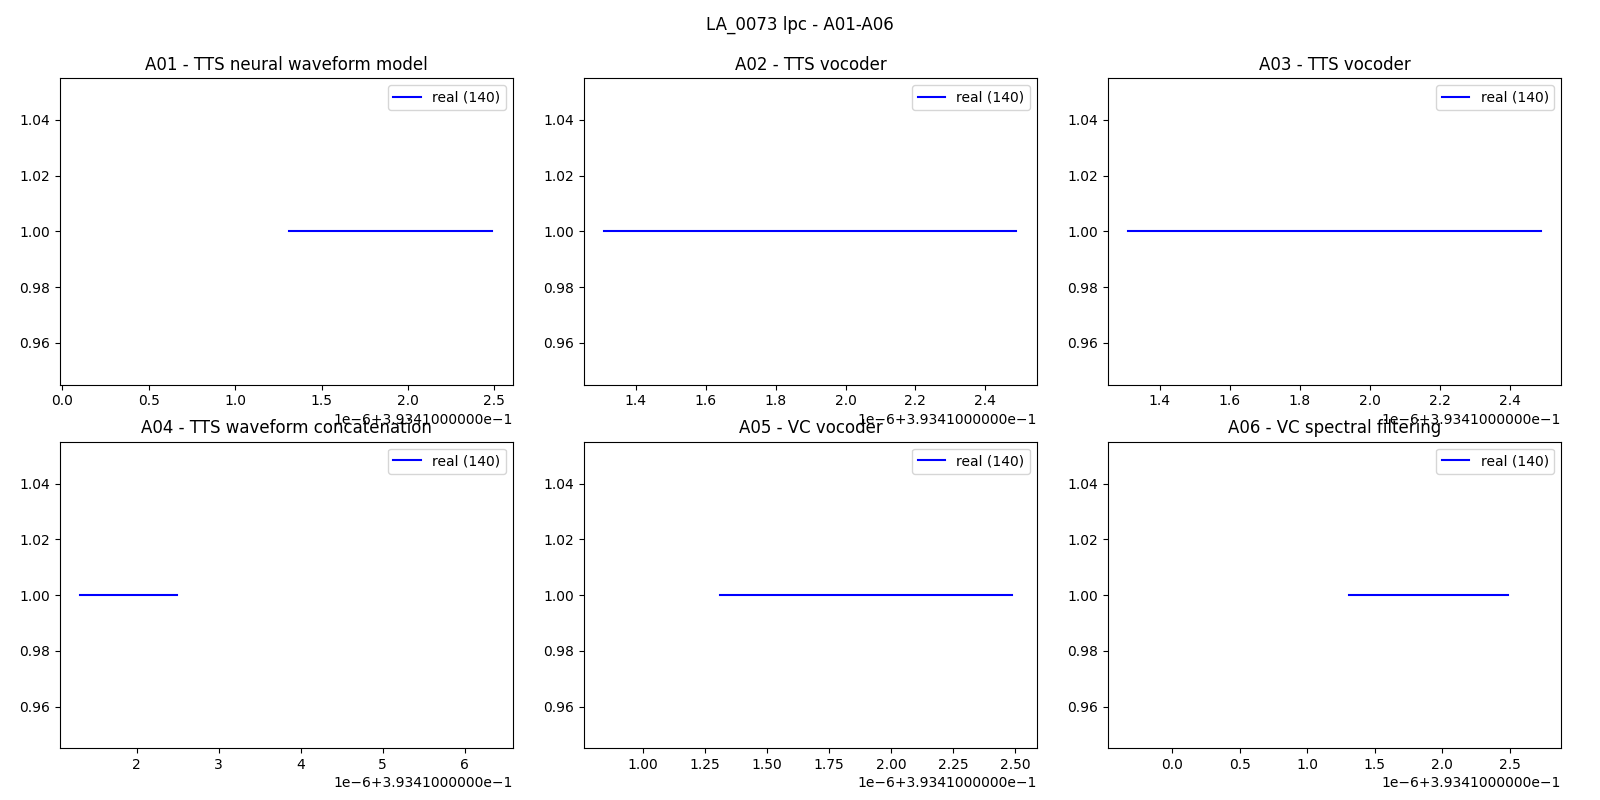 LA_0073 lpc - A01-A06
A01 - TTS neural waveform model
real (140)
1.04
1.02
1.00
0.98
0.96
0.0 0.5 1.0 1.5 2.0 2.5
1e−6+3.9341000000e−1
A02 - TTS vocoder
real (140)
1.04
1.02
1.00
0.98
0.96
1.4 1.6 1.8 2.0 2.2 2.4
1e−6+3.9341000000e−1
A03 - TTS vocoder
real (140)
1.04
1.02
1.00
0.98
0.96
1.4 1.6 1.8 2.0 2.2 2.4
1e−6+3.9341000000e−1
A04 - TTS waveform concatenation
real (140)
1.04
1.02
1.00
0.98
0.96
2 3 4 5 6
1e−6+3.9341000000e−1
A05 - VC vocoder
real (140)
1.04
1.02
1.00
0.98
0.96
1.00 1.25 1.50 1.75 2.00 2.25 2.50
1e−6+3.9341000000e−1
A06 - VC spectral filtering
real (140)
1.04
1.02
1.00
0.98
0.96
0.0 0.5 1.0 1.5 2.0 2.5
1e−6+3.9341000000e−1